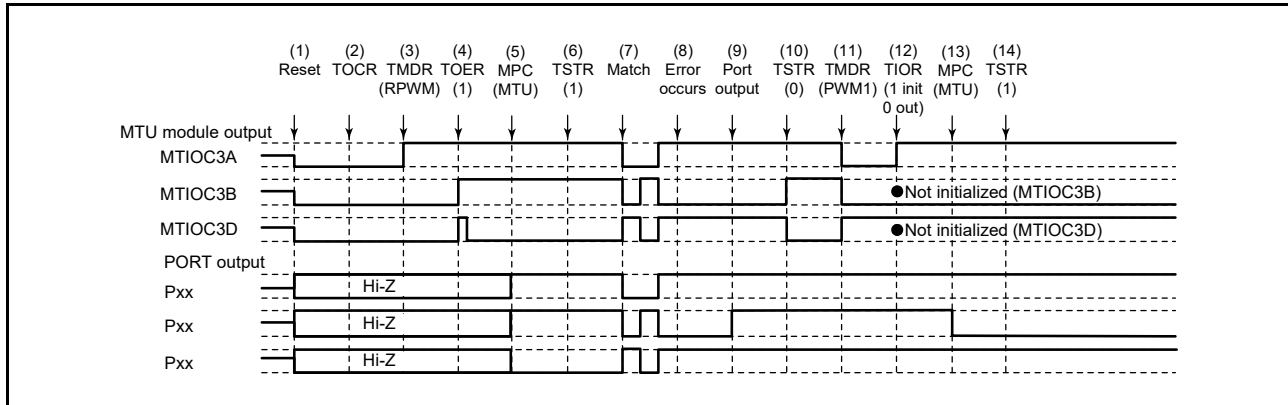 (1) (2) (3) (4) (5) (6) (7) (8) (9) (10) (11) (12) (13) (14)
Reset TOCR TMDR TOER MPC TSTR Match Error Port TSTR TMDR TIOR MPC TSTR
(RPWM) (1) (MTU) (1) occurs output (0) (PWM1) (1 init (MTU) (1)
0 out)
MTU module output
MTIOC3A
MTIOC3B
Not initialized (MTIOC3B)
MTIOC3D
Not initialized (MTIOC3D)
PORT output
Pxx
Hi-Z
Pxx
Hi-Z
Pxx
Hi-Z